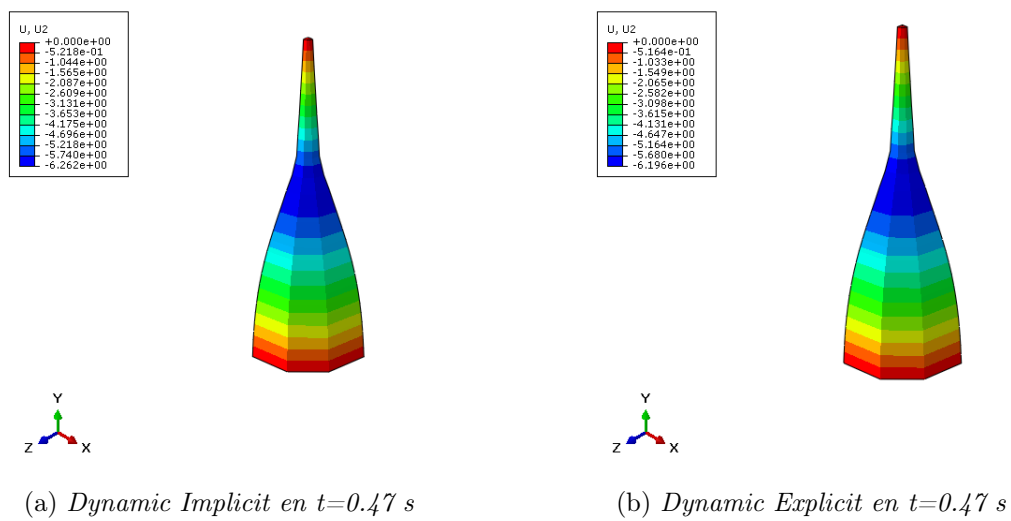 U, U2
+0.000e+00
-5.218e-01
-1.044e+00
-1.565e+00
-2.087e+00
-2.609e+00
-3.131e+00
-3.653e+00
-4.175e+00
-4.696e+00
-5.218e+00
-5.740e+00
-6.262e+00
Y
Z
X
(a) Dynamic Implicit en t=0.47 s
U, U2
+0.000e+00
-5.164e-01
-1.033e+00
-1.549e+00
-2.065e+00
-2.582e+00
-3.098e+00
-3.615e+00
-4.131e+00
-4.647e+00
-5.164e+00
-5.680e+00
-6.196e+00
Y
Z
X
(b) Dynamic Explicit en t=0.47 s